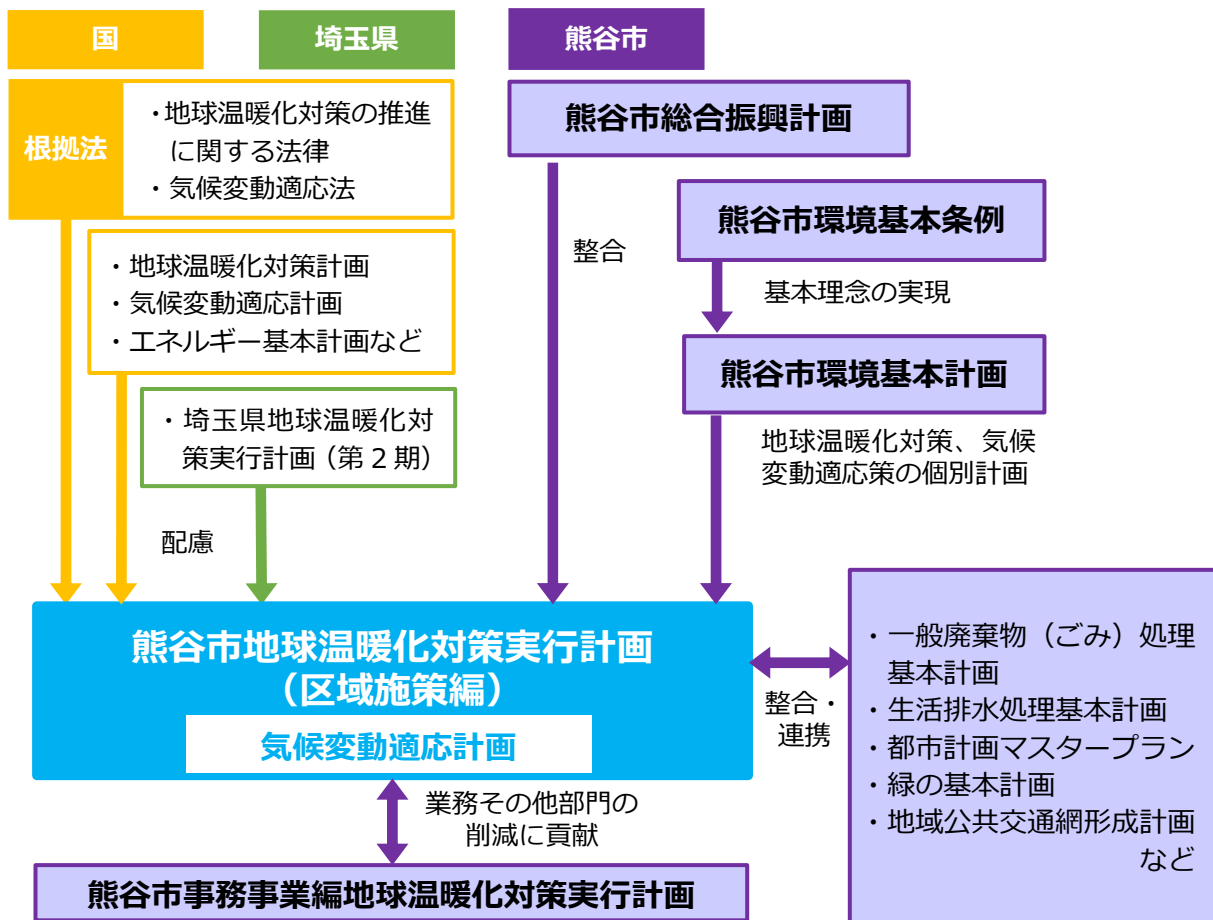 国
埼玉県
熊谷市
根拠法
・地球温暖化対策の推進
に関する法律
・気候変動適応法
・地球温暖化対策計画
・気候変動適応計画
・エネルギー基本計画など
・埼玉県地球温暖化対
策実行計画（第２期）
配慮
熊谷市総合振興計画
整合
熊谷市環境基本条例
基本理念の実現
熊谷市環境基本計画
地球温暖化対策、気候
変動適応策の個別計画
熊谷市地球温暖化対策実行計画
（区域施策編）
気候変動適応計画
整合・
連携
・一般廃棄物（ごみ）処理
基本計画
・生活排水処理基本計画
・都市計画マスタープラン
・緑の基本計画
・地域公共交通網形成計画
など
業務その他部門の
削減に貢献
熊谷市事務事業編地球温暖化対策実行計画